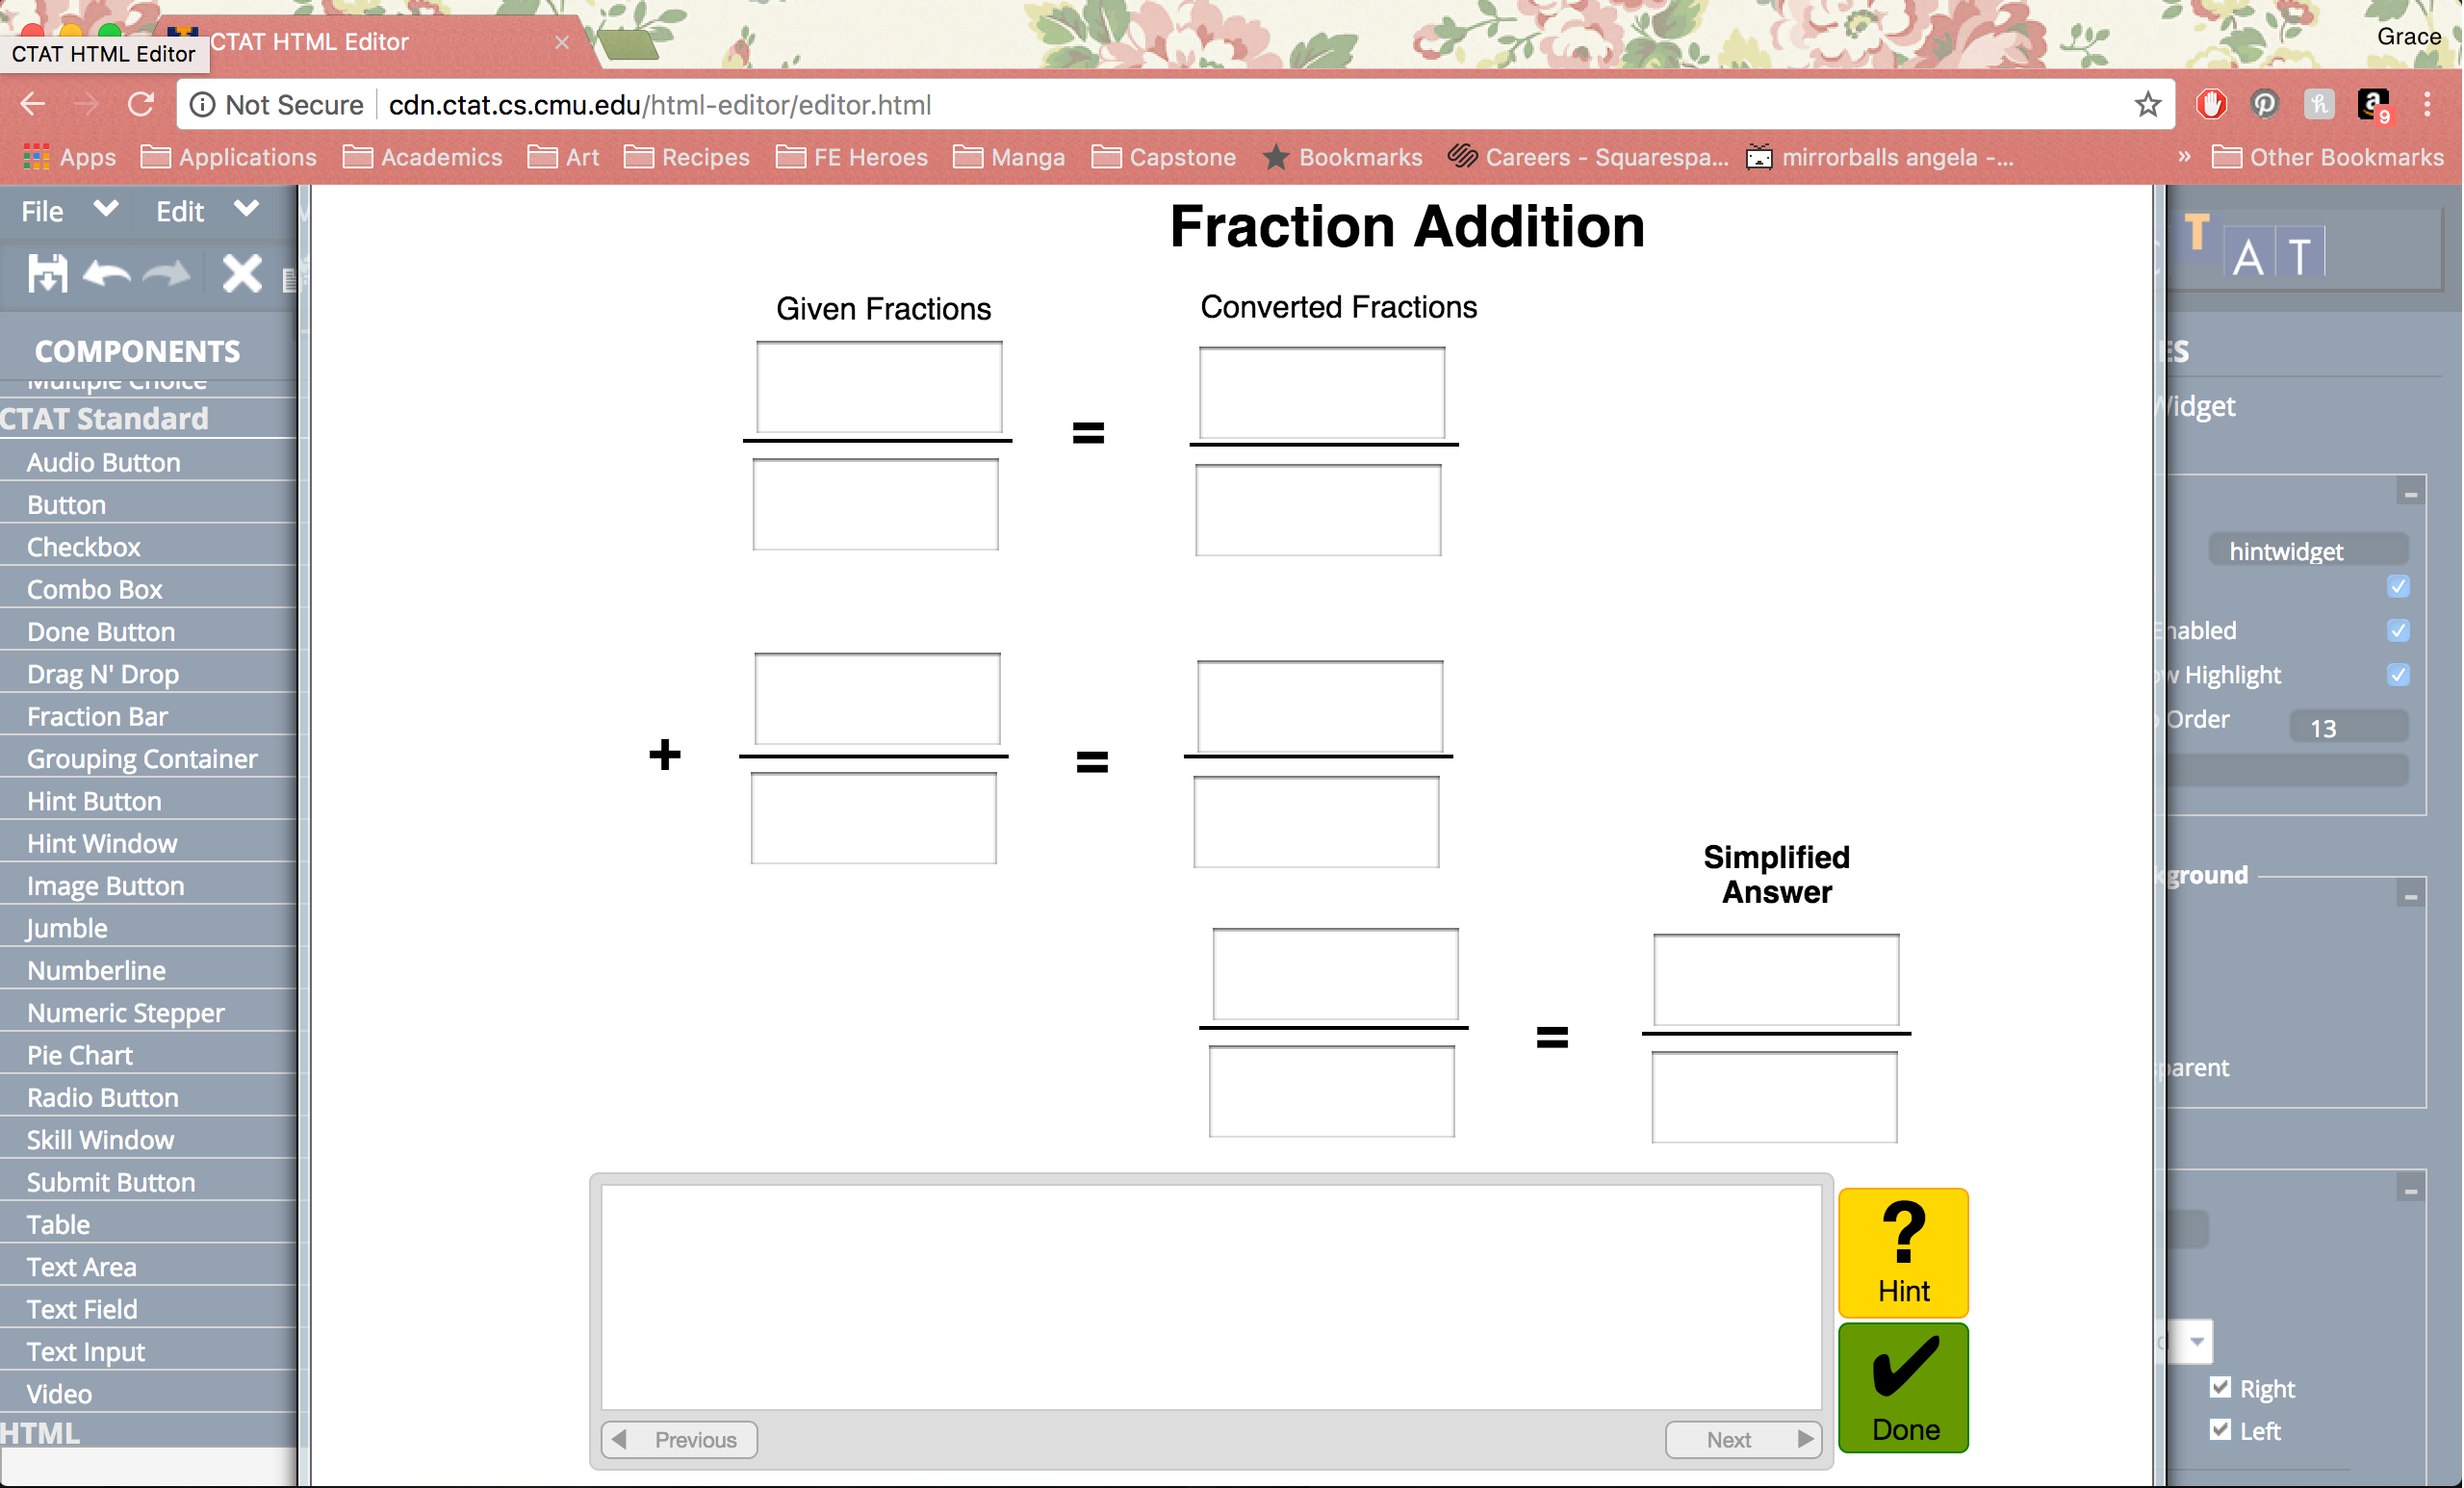 CTAT HTML Editor
CTAT HTML Editor
Grace
Not Secure cdn.ctat.cs.cmu.edu/html-editor/editor.html
9
Apps Applications Academics Art Recipes FE Heroes Manga Capstone Bookmarks Careers - Squarespa... mirrorballs angela -... » Other Bookmarks
File Edit
T A T
COMPONENTS
Multiple Choice
CTAT Standard
Audio Button
Button
Checkbox
Combo Box
Done Button
Drag N' Drop
Fraction Bar
Grouping Container
Hint Button
Hint Window
Image Button
Jumble
Numberline
Numeric Stepper
Pie Chart
Radio Button
Skill Window
Submit Button
Table
Text Area
Text Field
Text Input
Video
HTML
Fraction Addition
Given Fractions Converted Fractions
=
+ =
Simplified
Answer
=
Previous Next
? Hint
Done
hintwidget
Highlight
Order 13
Right
Left